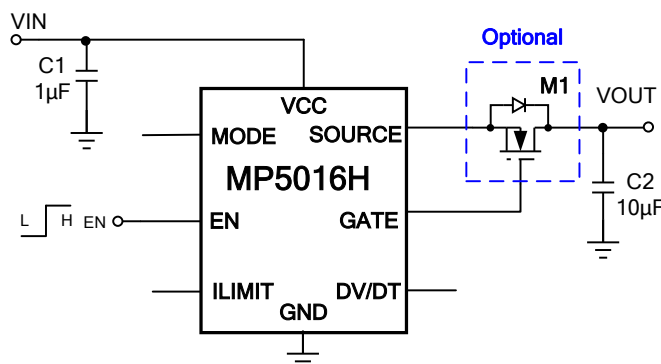 VIN
Optional
C1
1µF
M1
VOUT
VCC
MODE
SOURCE
MP5016H
C2
10µF
L
H
EN
EN
GATE
ILIMIT
DV/DT
GND